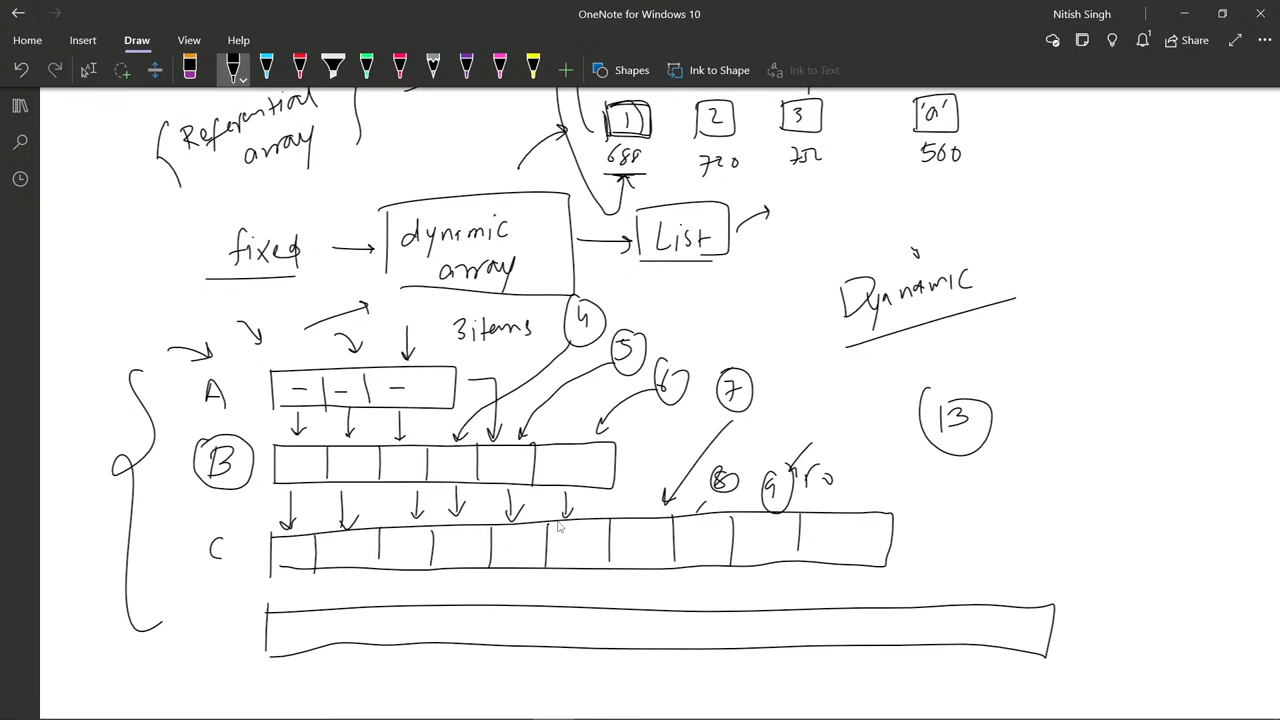 OneNote for Windows 10
Nitish Singh
Home Insert Draw View Help
Share
Shapes Ink to Shape Ink to Text
Referential
array
1 2 3 'a'
688 720 752 500
fixed dynamic
array
List
Dynamic
3 items 4
5
6 7
A
13
B
8 9
C